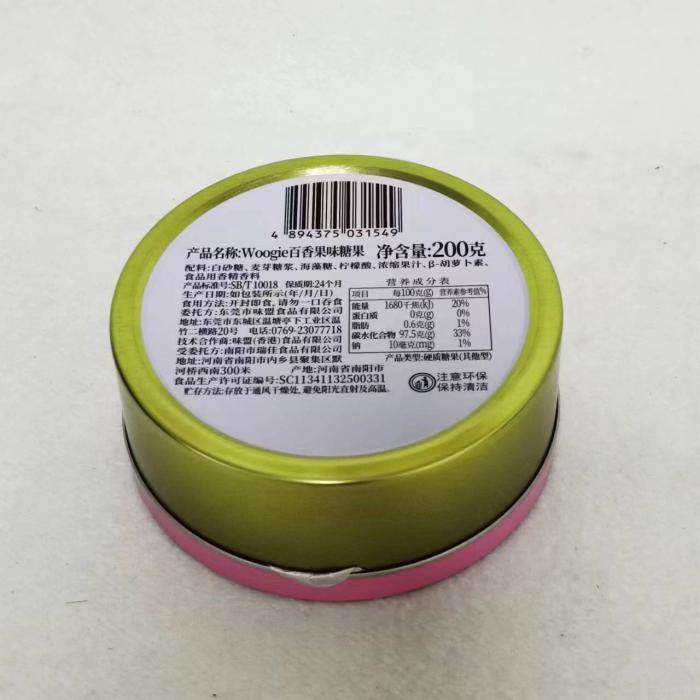 4 894375 031549
产品名称:Woogie百香果味糖果 净含量:200克
配料:白砂糖、麦芽糖浆、海藻糖、柠檬酸、浓缩果汁、β-胡萝卜素、
食品用香精香料
产品标准号:SB/T 10018 保质期:24个月
生产日期:如包装所示(年/月/日)
食用方法:开封即食,请勿一口吞食
委托方:东莞市味盟食品有限公司
地址:东莞市东城区温塘亭下工业区温
竹二横路20号 电话:0769-23077718
技术合作商:味盟(香港)食品有限公司
受委托方:南阳市瑞佳食品有限公司
地址:河南省南阳市内乡县聚集区默
河桥西南300米 产地:河南省南阳市
食品生产许可证编号:SC11341132500331
贮存方法:存放于通风干燥处,避免阳光直射及高温。
营养成分表
项目 每100克(g) 营养素参考值%
能量 1680千焦(kJ) 20%
蛋白质 0克(g) 0%
脂肪 0.6克(g) 1%
碳水化合物 97.5克(g) 33%
钠 10毫克(mg) 1%
产品类型:硬质糖果(其他型)
注意环保
保持清洁